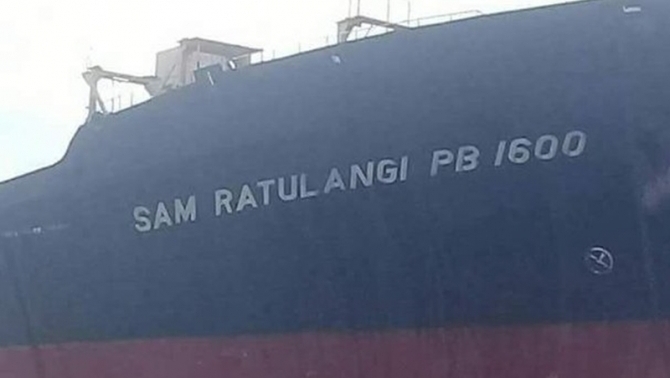 SAM RATULANGI PB 1600